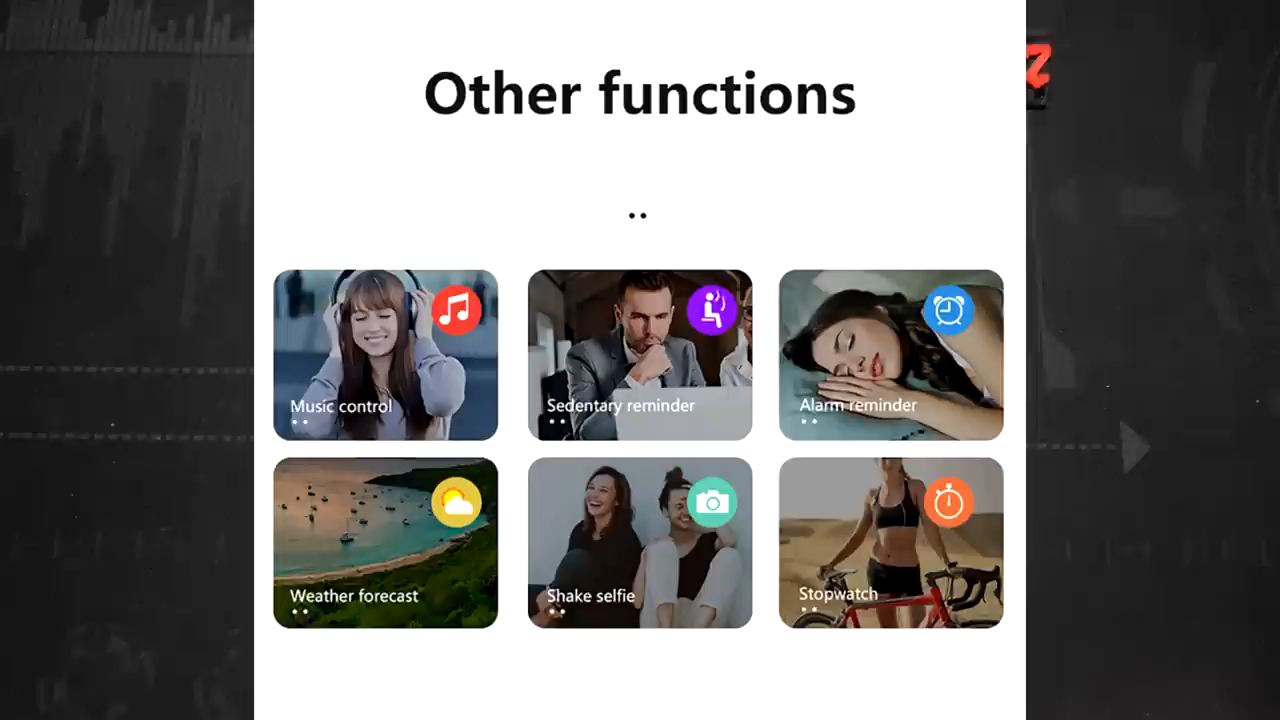 Other functions
Music control
Sedentary reminder
Alarm reminder
Weather forecast
Shake selfie
Stopwatch